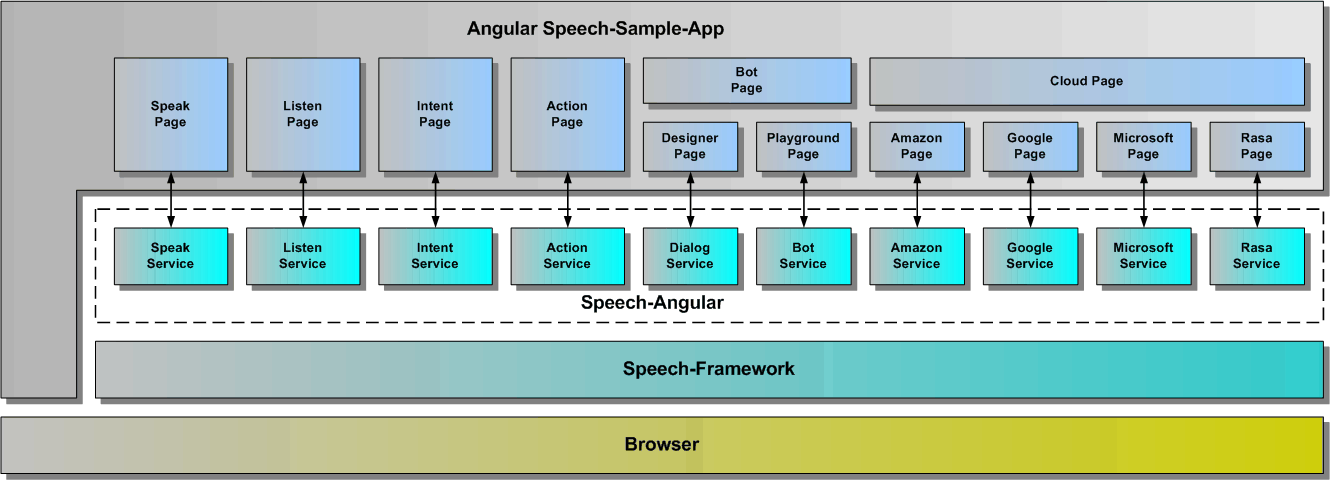 Angular Speech-Sample-App
Speak
Page
Listen
Page
Intent
Page
Action
Page
Bot
Page
Cloud Page
Designer
Page
Playground
Page
Amazon
Page
Google
Page
Microsoft
Page
Rasa
Page
Speak
Service
Listen
Service
Intent
Service
Action
Service
Dialog
Service
Bot
Service
Amazon
Service
Google
Service
Microsoft
Service
Rasa
Service
Speech-Angular
Speech-Framework
Browser